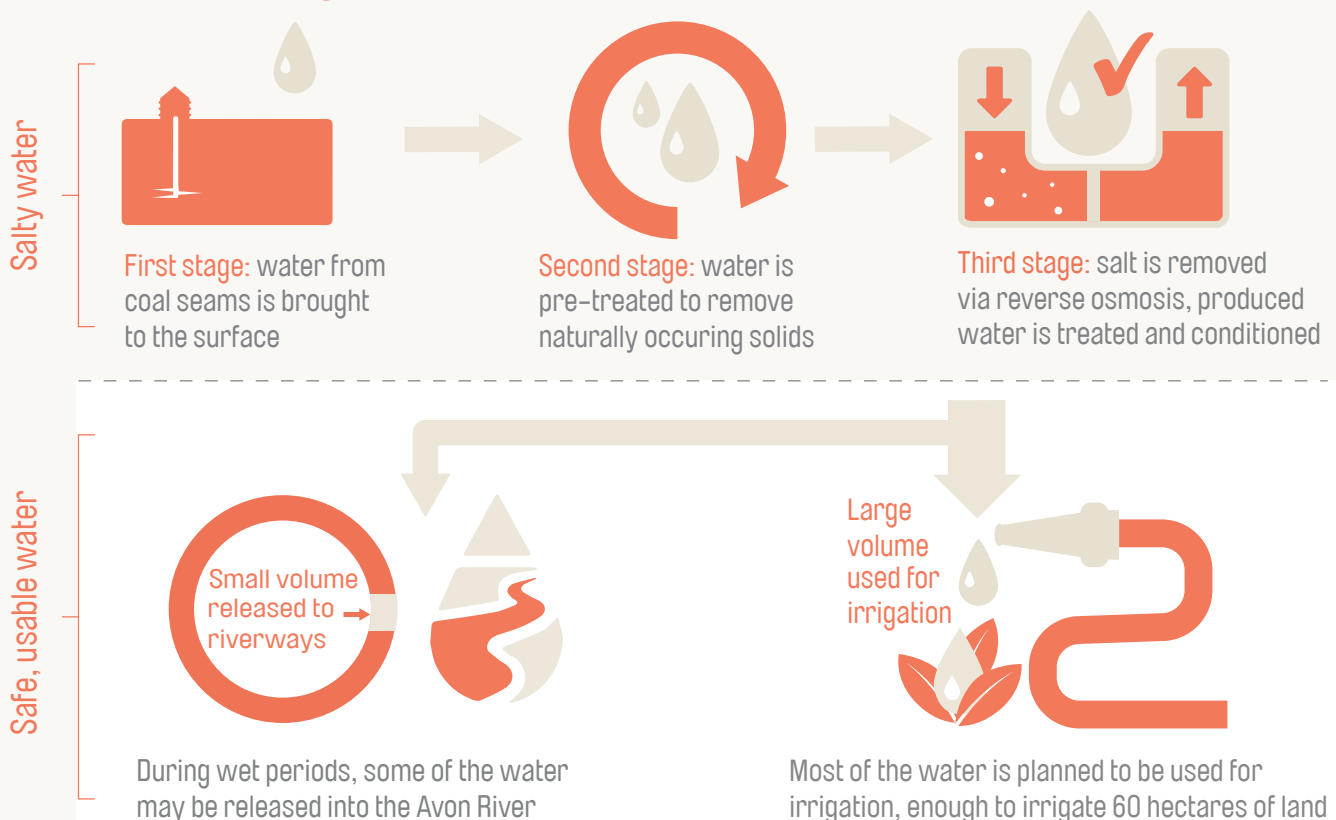 Salty water
First stage: water from
coal seams is brought
to the surface
Second stage: water is
pre-treated to remove
naturally occuring solids
Third stage: salt is removed
via reverse osmosis, produced
water is treated and conditioned
Safe, usable water
Small volume
released to
riverways
Large
volume
used for
irrigation
During wet periods, some of the water
may be released into the Avon River
Most of the water is planned to be used for
irrigation, enough to irrigate 60 hectares of land